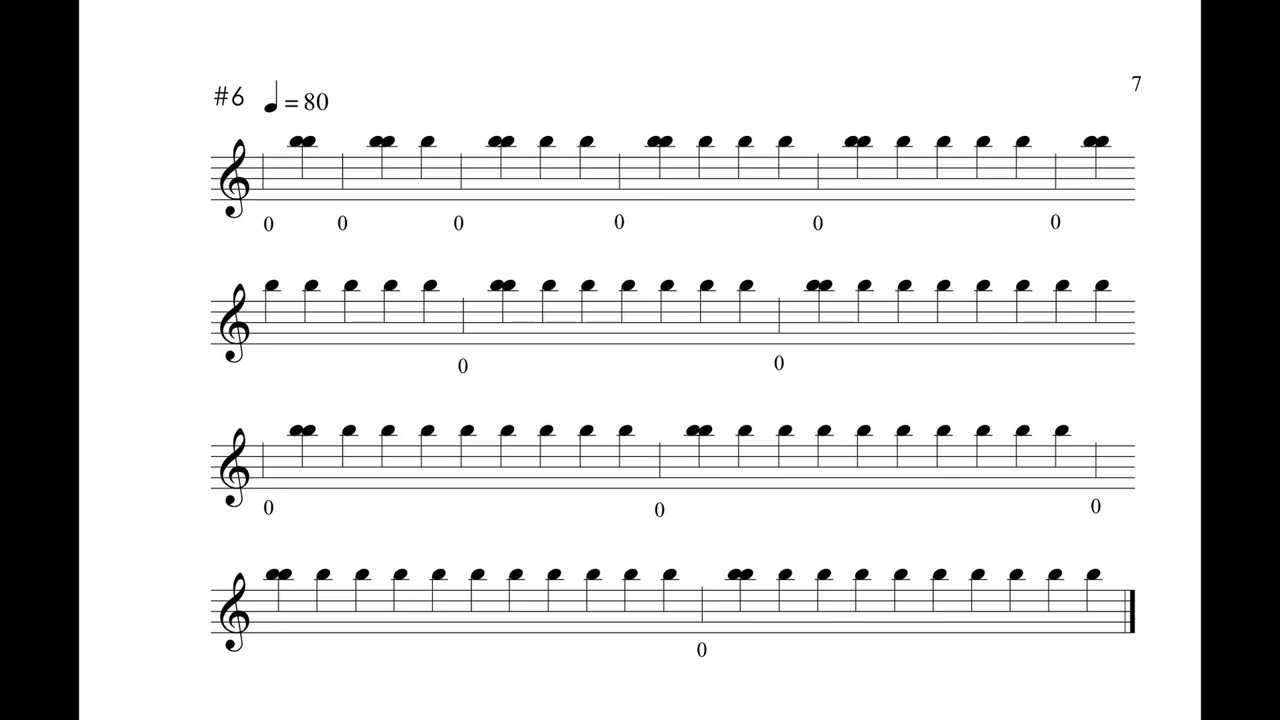 7
#6 ♩ = 80
0 0 0 0 0 0
0 0
0 0 0
0